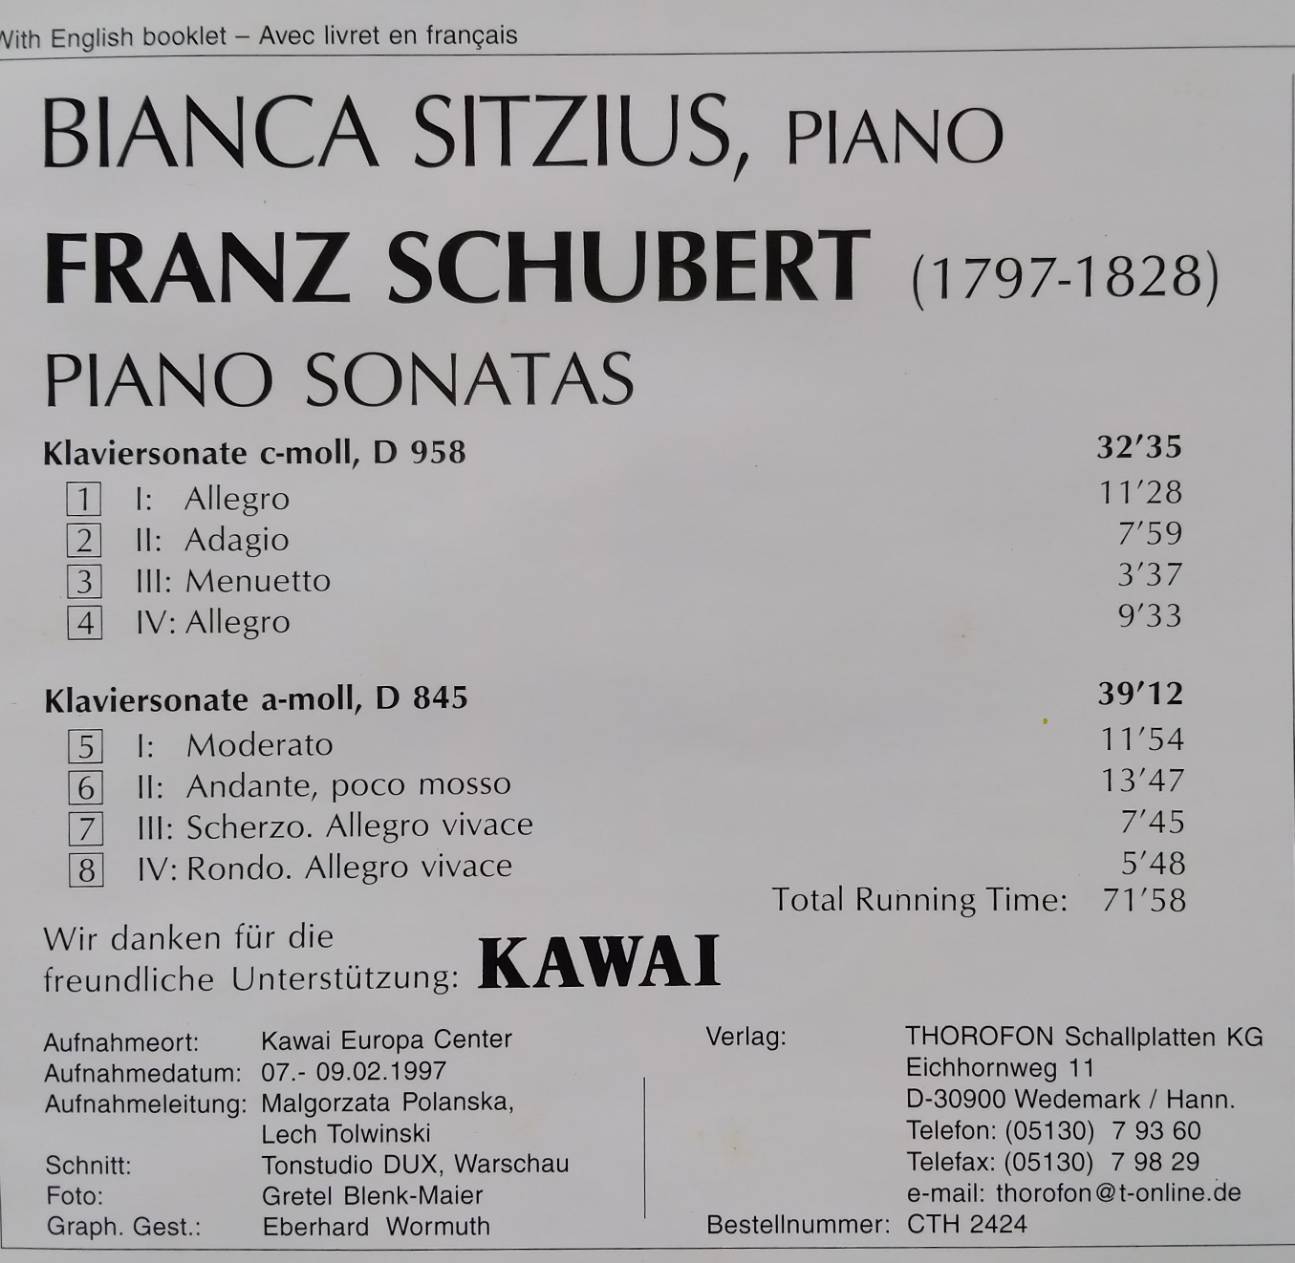 With English booklet – Avec livret en français
BIANCA SITZIUS, PIANO
FRANZ SCHUBERT (1797-1828)
PIANO SONATAS
Klaviersonate c-moll, D 958 32’35
1 I: Allegro 11’28
2 II: Adagio 7’59
3 III: Menuetto 3’37
4 IV: Allegro 9’33
Klaviersonate a-moll, D 845 39’12
5 I: Moderato 11’54
6 II: Andante, poco mosso 13’47
7 III: Scherzo. Allegro vivace 7’45
8 IV: Rondo. Allegro vivace 5’48
Total Running Time: 71’58
Wir danken für die
freundliche Unterstützung: KAWAI
Aufnahmeort: Kawai Europa Center
Aufnahmedatum: 07.- 09.02.1997
Aufnahmeleitung: Malgorzata Polanska,
Lech Tolwinski
Schnitt: Tonstudio DUX, Warschau
Foto: Gretel Blenk-Maier
Graph. Gest.: Eberhard Wormuth
Verlag: THOROFON Schallplatten KG
Eichhornweg 11
D-30900 Wedemark / Hann.
Telefon: (05130) 7 93 60
Telefax: (05130) 7 98 29
e-mail: thorofon@t-online.de
Bestellnummer: CTH 2424